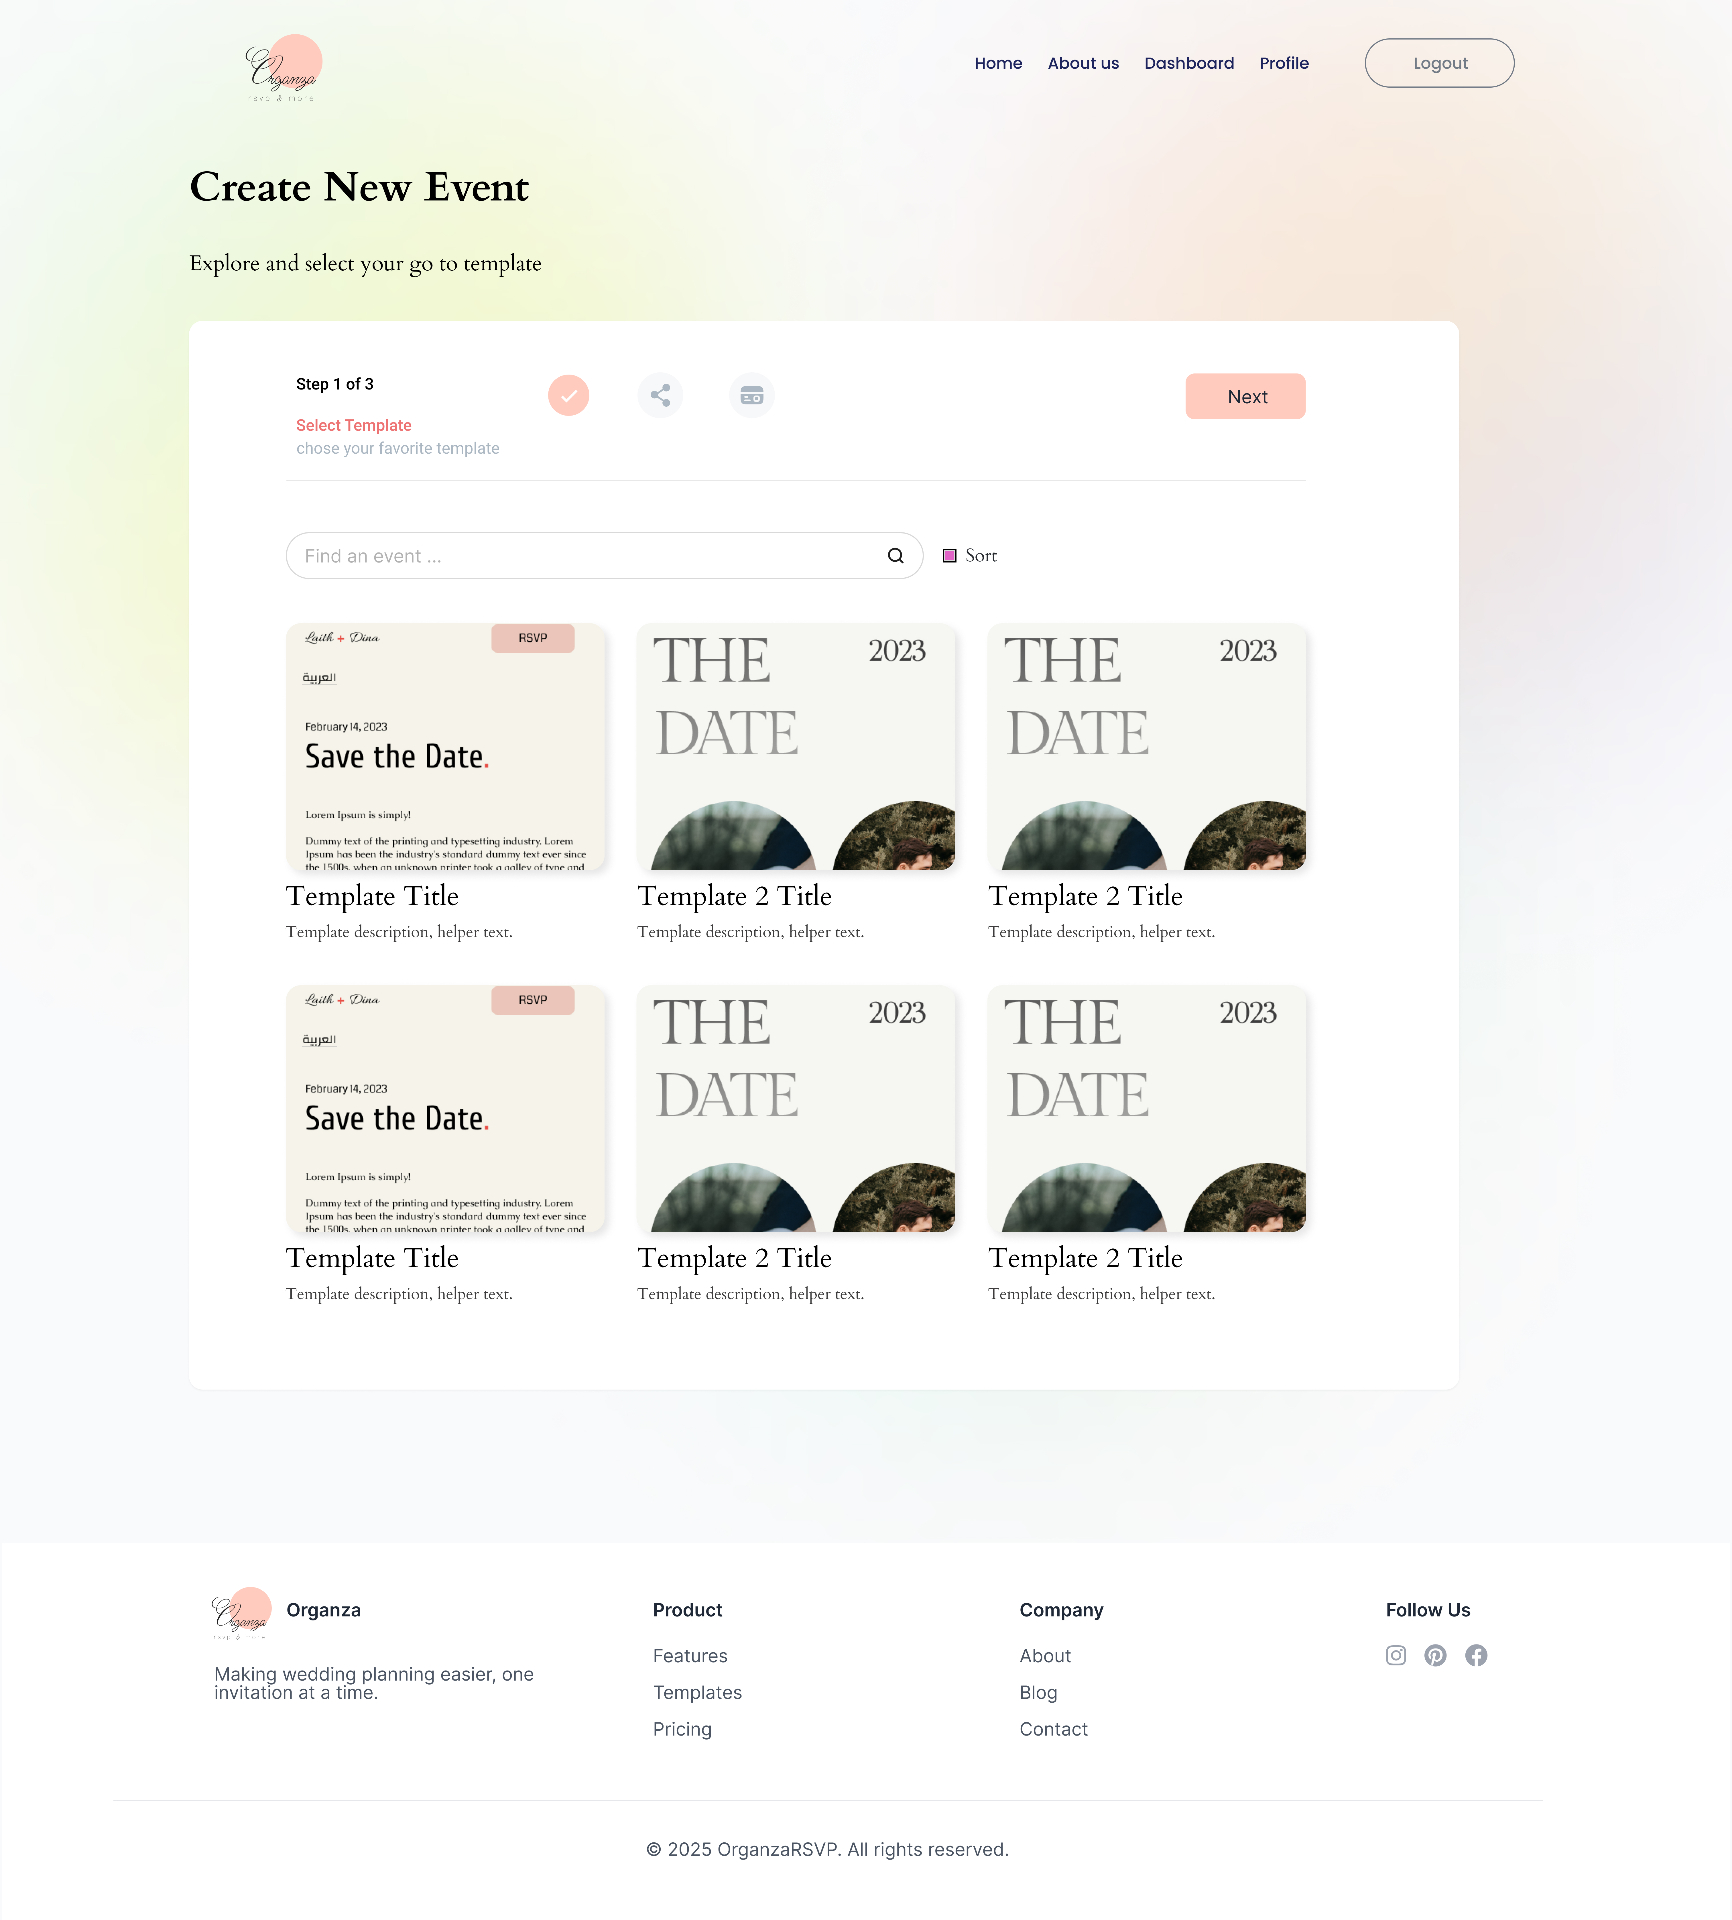 Organza
rsvp & more
Home About us Dashboard Profile Logout
Create New Event
Explore and select your go to template
Step 1 of 3
Next
Select Template
chose your favorite template
Find an event ...
Sort
Laith + Dina
RSVP
العربية
February 14, 2023
Save the Date.
Lorem Ipsum is simply!
Dummy text of the printing and typesetting industry. Lorem
Ipsum has been the industry's standard dummy text ever since
the 1500s, when an unknown printer took a galley of type and
Template Title
Template description, helper text.
THE
2023
DATE
Template 2 Title
Template description, helper text.
THE
2023
DATE
Template 2 Title
Template description, helper text.
Laith + Dina
RSVP
العربية
February 14, 2023
Save the Date.
Lorem Ipsum is simply!
Dummy text of the printing and typesetting industry. Lorem
Ipsum has been the industry's standard dummy text ever since
the 1500s, when an unknown printer took a galley of type and
Template Title
Template description, helper text.
THE
2023
DATE
Template 2 Title
Template description, helper text.
THE
2023
DATE
Template 2 Title
Template description, helper text.
Organza
rsvp & more
Organza
Making wedding planning easier, one
invitation at a time.
Product
Features
Templates
Pricing
Company
About
Blog
Contact
Follow Us
© 2025 OrganzaRSVP. All rights reserved.